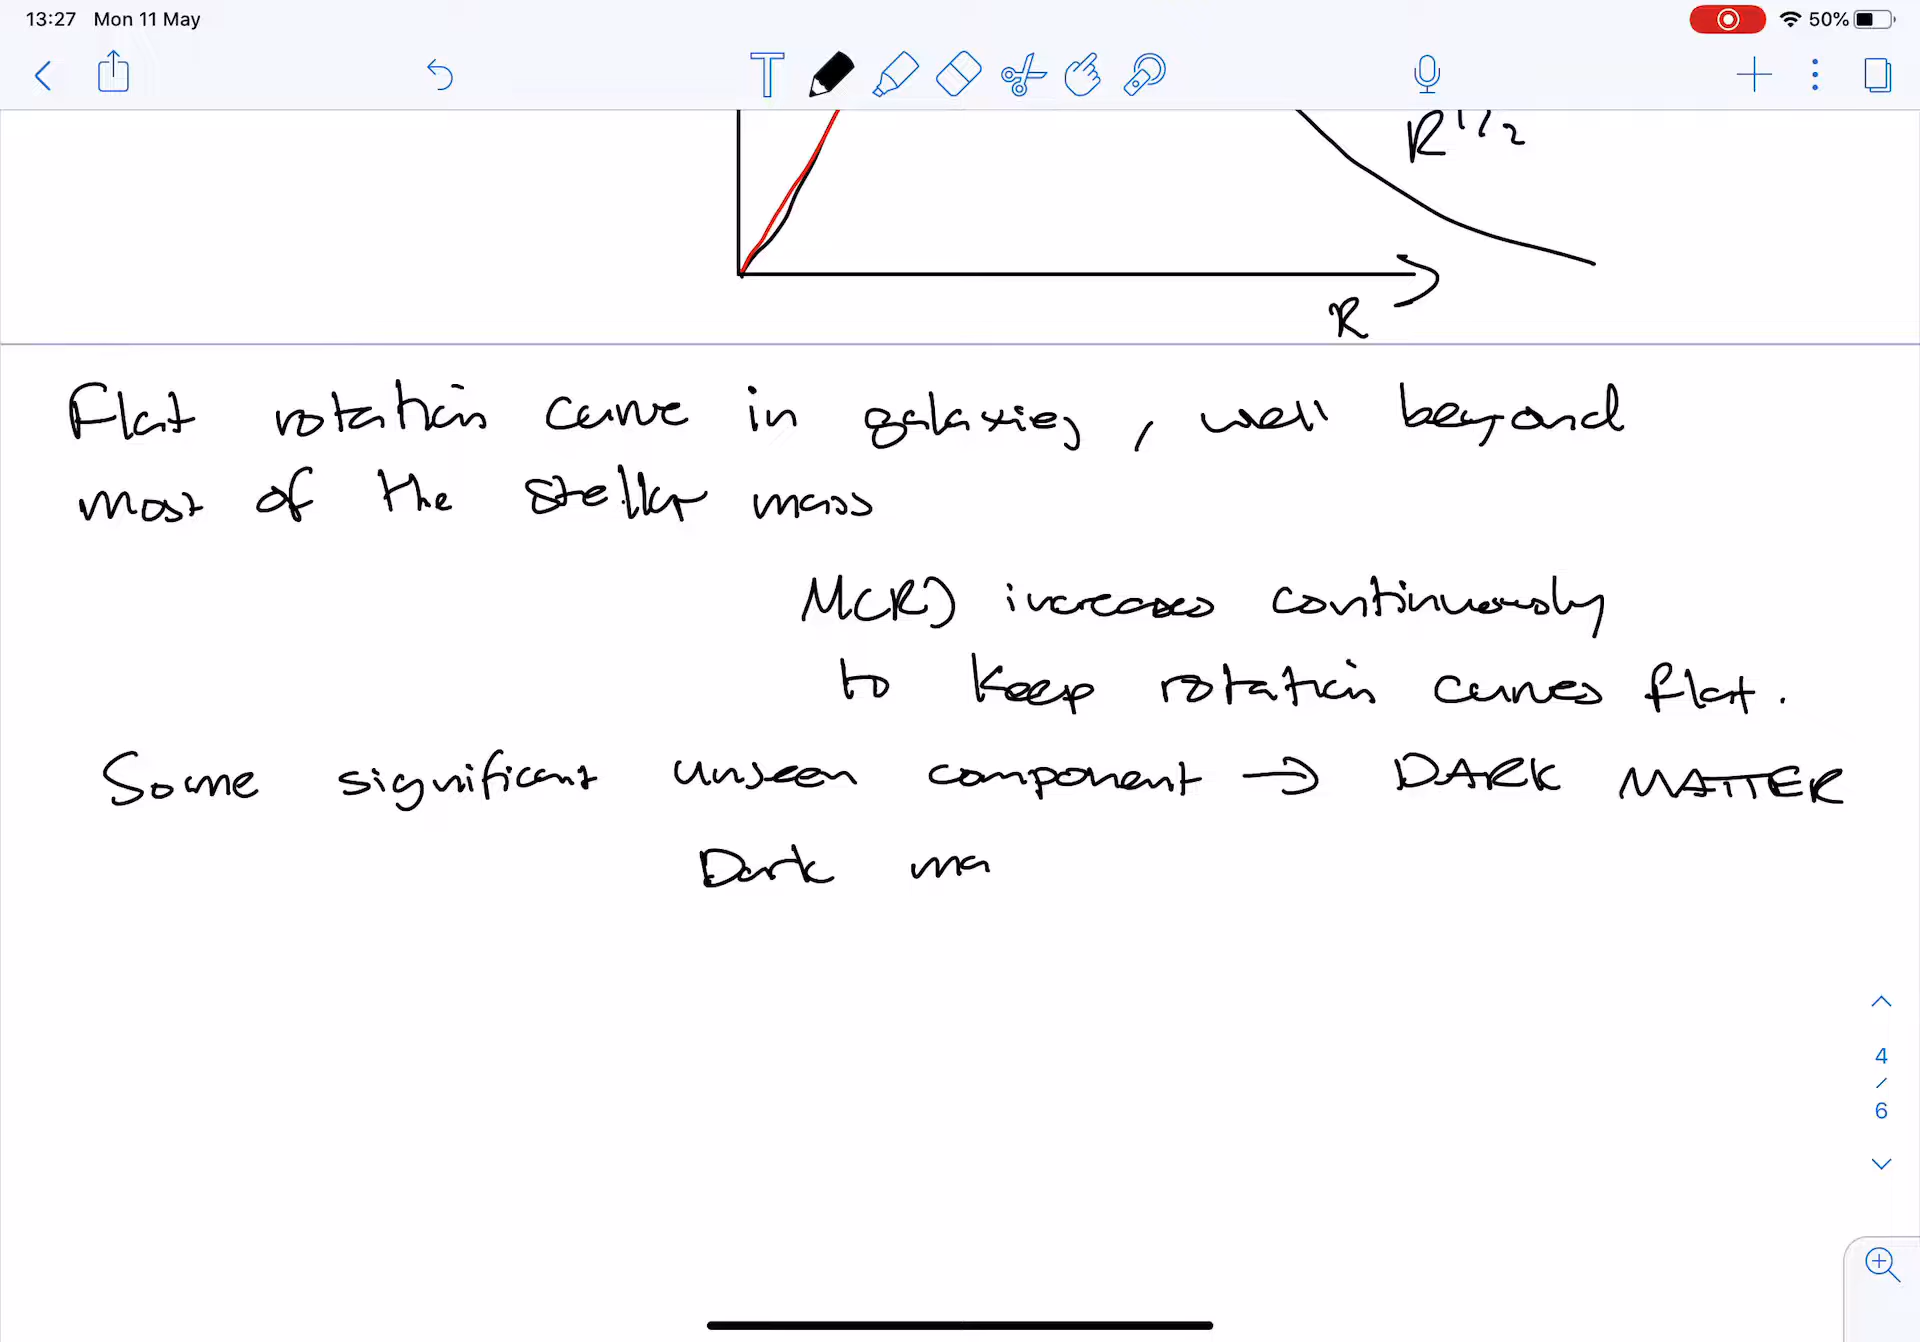 13:27 Mon 11 May 50%
T
R^1/2
R
Flat rotation curve in galaxies, well beyond
most of the stellar mass
M(R) increases continuously
to keep rotation curves flat.
Some significant unseen component → DARK MATTER
Dark ma
4
/
6